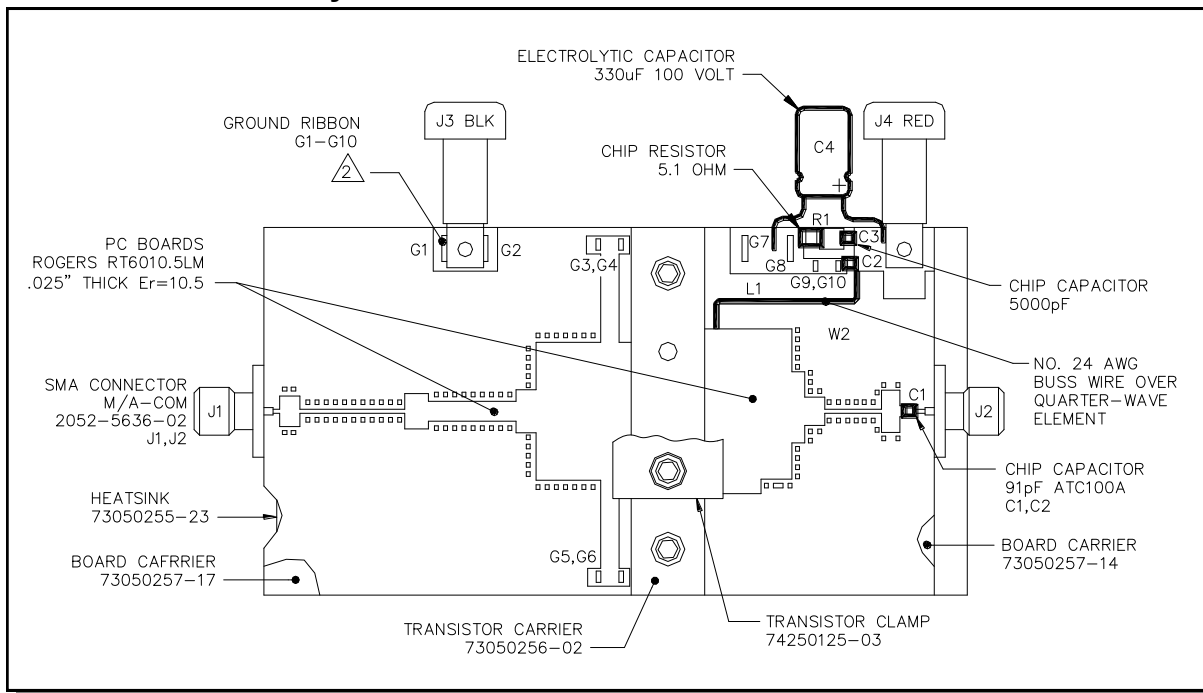 ELECTROLYTIC CAPACITOR
330uF 100 VOLT
GROUND RIBBON
G1-G10
2
J3 BLK
CHIP RESISTOR
5.1 OHM
C4
+
J4 RED
PC BOARDS
ROGERS RT6010.5LM
.025" THICK Er=10.5
G1
G2
G3,G4
R1
G7
G8
C3
C2
G9,G10
L1
W2
CHIP CAPACITOR
5000pF
NO. 24 AWG
BUSS WIRE OVER
QUARTER-WAVE
ELEMENT
SMA CONNECTOR
M/A-COM
2052-5636-02
J1,J2
J1
C1
J2
CHIP CAPACITOR
91pF ATC100A
C1,C2
HEATSINK
73050255-23
BOARD CAFRRIER
73050257-17
G5,G6
BOARD CARRIER
73050257-14
TRANSISTOR CARRIER
73050256-02
TRANSISTOR CLAMP
74250125-03